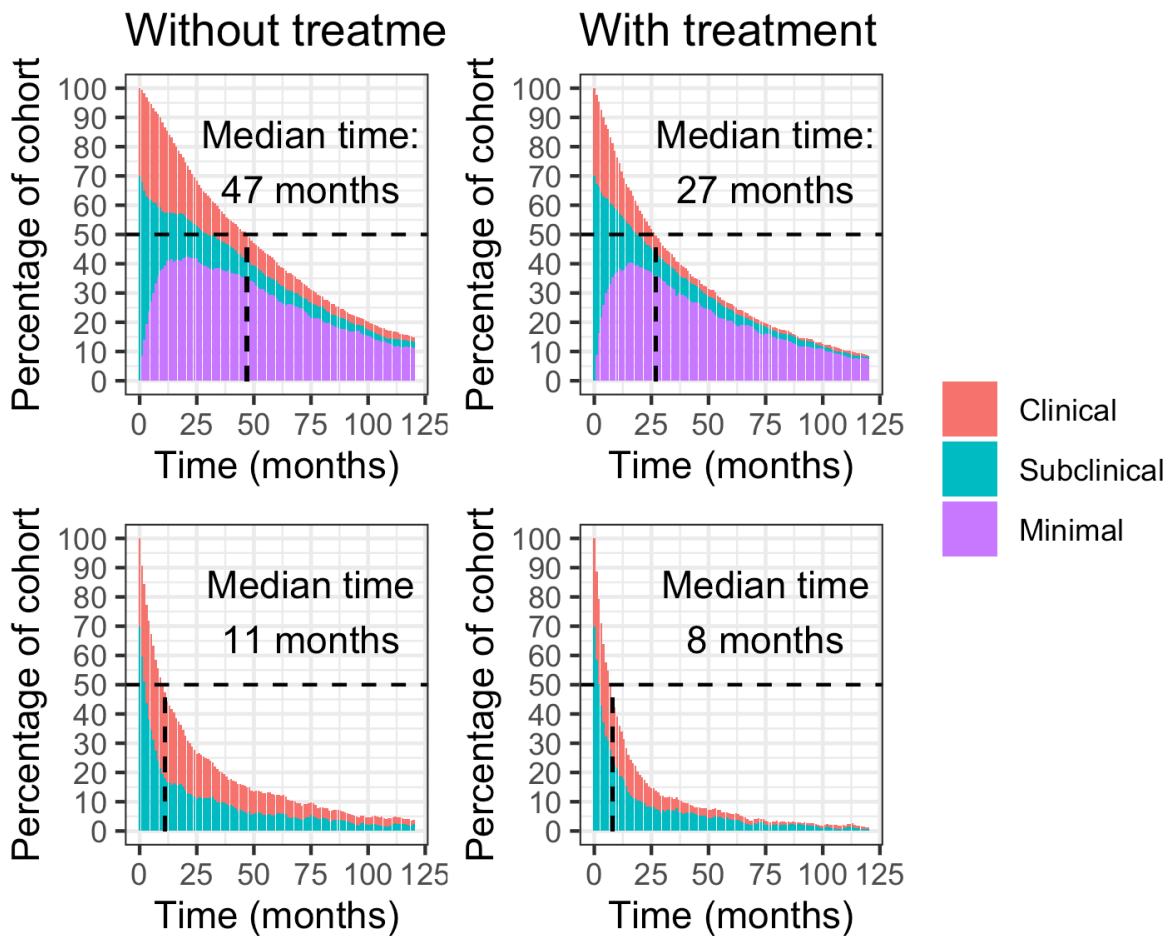 Without treatme
With treatment
Percentage of cohort
100
90
80
70
60
50
40
30
20
10
0
Median time:
47 months
0 25 50 75 100 125
Time (months)
Percentage of cohort
100
90
80
70
60
50
40
30
20
10
0
Median time:
27 months
0 25 50 75 100 125
Time (months)
Percentage of cohort
100
90
80
70
60
50
40
30
20
10
0
Median time
11 months
0 25 50 75 100 125
Time (months)
Percentage of cohort
100
90
80
70
60
50
40
30
20
10
0
Median time
8 months
0 25 50 75 100 125
Time (months)
Clinical
Subclinical
Minimal